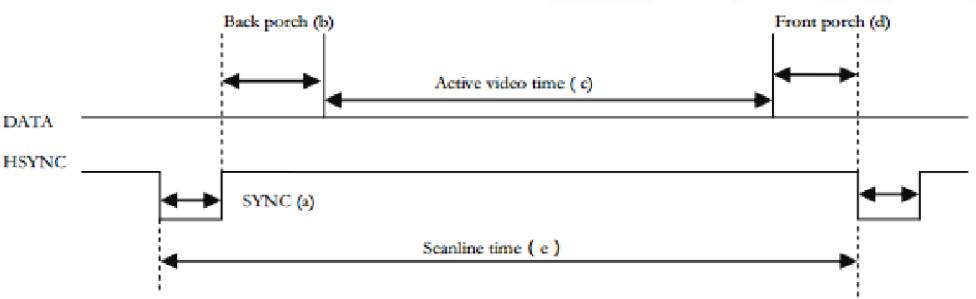 Back porch (b)
Front porch (d)
Active video time ( c)
DATA
HSYNC
SYNC (a)
Scanline time ( e )